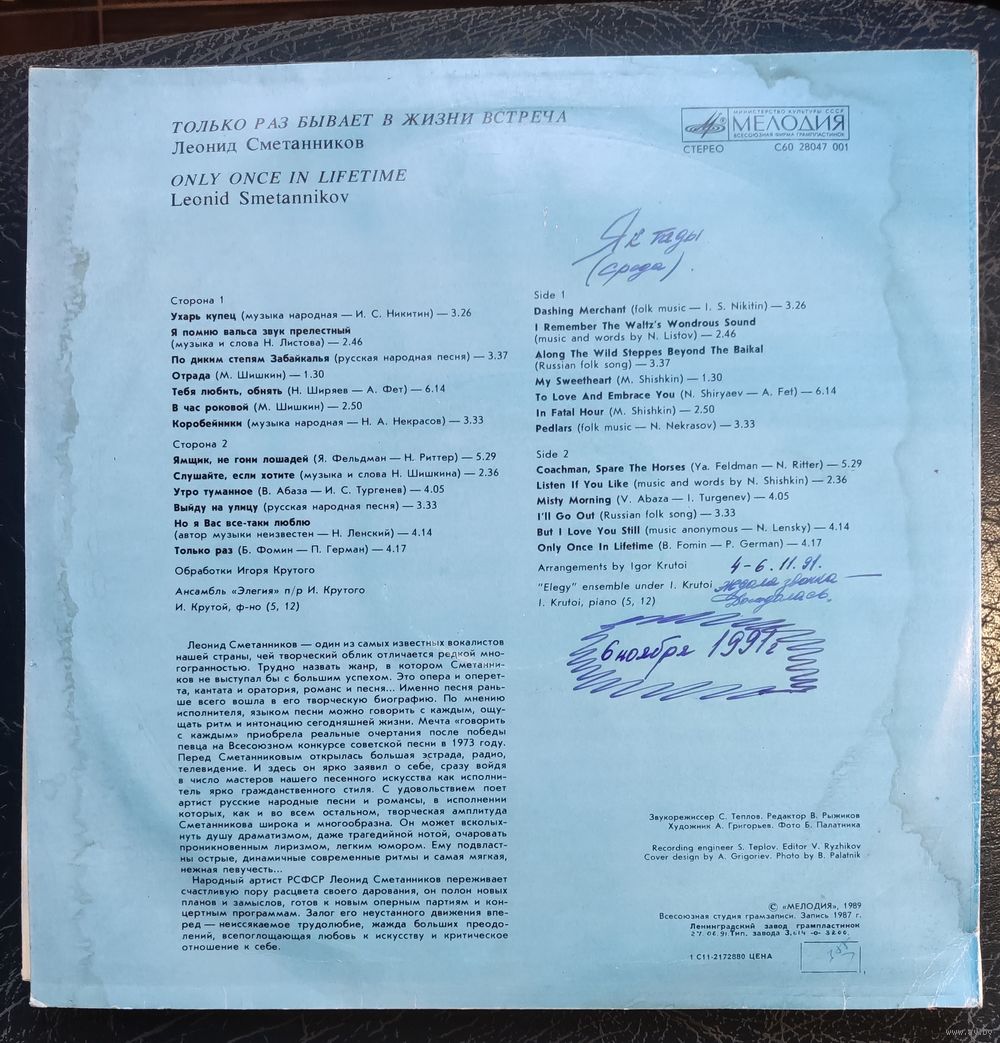 ТОЛЬКО РАЗ БЫВАЕТ В ЖИЗНИ ВСТРЕЧА
Леонид Сметанников
ONLY ONCE IN LIFETIME
Leonid Smetannikov
МИНИСТЕРСТВО КУЛЬТУРЫ СССР
МЕЛОДИЯ
ВСЕСОЮЗНАЯ ФИРМА ГРАМПЛАСТИНОК
СТЕРЕО С60 28047 001
Як тады
(среда).
Сторона 1
Ухарь купец (музыка народная — И. С. Никитин) — 3.26
Я помню вальса звук прелестный
(музыка и слова Н. Листова) — 2.46
По диким степям Забайкалья (русская народная песня) — 3.37
Отрада (М. Шишкин) — 1.30
Тебя любить, обнять (Н. Ширяев — А. Фет) — 6.14
В час роковой (М. Шишкин) — 2.50
Коробейники (музыка народная — Н. А. Некрасов) — 3.33
Сторона 2
Ямщик, не гони лошадей (Я. Фельдман — Н. Риттер) — 5.29
Слушайте, если хотите (музыка и слова Н. Шишкина) — 2.36
Утро туманное (В. Абаза — И. С. Тургенев) — 4.05
Выйду на улицу (русская народная песня) — 3.33
Но я Вас все-таки люблю
(автор музыки неизвестен — Н. Ленский) — 4.14
Только раз (Б. Фомин — П. Герман) — 4.17
Обработки Игоря Крутого
Ансамбль «Элегия» п/р И. Крутого
И. Крутой, ф-но (5, 12)
Side 1
Dashing Merchant (folk music — I. S. Nikitin) — 3.26
I Remember The Waltz's Wondrous Sound
(music and words by N. Listov) — 2.46
Along The Wild Steppes Beyond The Baikal
(Russian folk song) — 3.37
My Sweetheart (M. Shishkin) — 1.30
To Love And Embrace You (N. Shiryaev — A. Fet) — 6.14
In Fatal Hour (M. Shishkin) — 2.50
Pedlars (folk music — N. Nekrasov) — 3.33
Side 2
Coachman, Spare The Horses (Ya. Feldman — N. Ritter) — 5.29
Listen If You Like (music and words by N. Shishkin) — 2.36
Misty Morning (V. Abaza — I. Turgenev) — 4.05
I'll Go Out (Russian folk song) — 3.33
But I Love You Still (music anonymous — N. Lensky) — 4.14
Only Once In Lifetime (B. Fomin — P. German) — 4.17
Arrangements by Igor Krutoi
"Elegy" ensemble under I. Krutoi
I. Krutoi, piano (5, 12)
4-6.11.91.
ждала звонка —
дождалась.
6 ноября 1991г.
Леонид Сметанников — один из самых известных вокалистов
нашей страны, чей творческий облик отличается редкой мно-
гогранностью. Трудно назвать жанр, в котором Сметанни-
ков не выступал бы с большим успехом. Это опера и оперет-
та, кантата и оратория, романс и песня... Именно песня рань-
ше всего вошла в его творческую биографию. По мнению
исполнителя, языком песни можно говорить с каждым, ощу-
щать ритм и интонацию сегодняшней жизни. Мечта «говорить
с каждым» приобрела реальные очертания после победы
певца на Всесоюзном конкурсе советской песни в 1973 году.
Перед Сметанниковым открылась большая эстрада, радио,
телевидение. И здесь он ярко заявил о себе, сразу войдя
в число мастеров нашего песенного искусства как исполни-
тель ярко гражданственного стиля. С удовольствием поет
артист русские народные песни и романсы, в исполнении
которых, как и во всем остальном, творческая амплитуда
Сметанникова широка и многообразна. Он может всколых-
нуть душу драматизмом, даже трагедийной нотой, очаровать
проникновенным лиризмом, легким юмором. Ему подвласт-
ны острые, динамичные современные ритмы и самая мягкая,
нежная певучесть...
Народный артист РСФСР Леонид Сметанников переживает
счастливую пору расцвета своего дарования, он полон новых
планов и замыслов, готов к новым оперным партиям и кон-
цертным программам. Залог его неустанного движения впе-
ред — неиссякаемое трудолюбие, жажда больших преодо-
лений, всепоглощающая любовь к искусству и критическое
отношение к себе.
Звукорежиссер С. Теплов. Редактор В. Рыжиков
Художник А. Григорьев. Фото Б. Палатника
Recording engineer S. Teplov. Editor V. Ryzhikov
Cover design by A. Grigoriev. Photo by B. Palatnik
© «МЕЛОДИЯ», 1989
Всесоюзная студия грамзаписи. Запись 1987 г.
Ленинградский завод грампластинок
27.06.91.Тип. завода З.614 -0- 3200.
1 С11-2172880 ЦЕНА